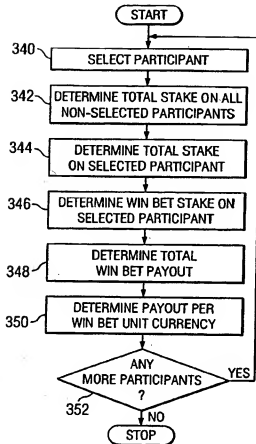 START
340
SELECT PARTICIPANT
342
DETERMINE TOTAL STAKE ON ALL
NON-SELECTED PARTICIPANTS
344
DETERMINE TOTAL STAKE
ON SELECTED PARTICIPANT
346
DETERMINE WIN BET STAKE ON
SELECTED PARTICIPANT
348
DETERMINE TOTAL
WIN BET PAYOUT
350
DETERMINE PAYOUT PER
WIN BET UNIT CURRENCY
ANY
MORE PARTICIPANTS
?
YES
352
NO
STOP